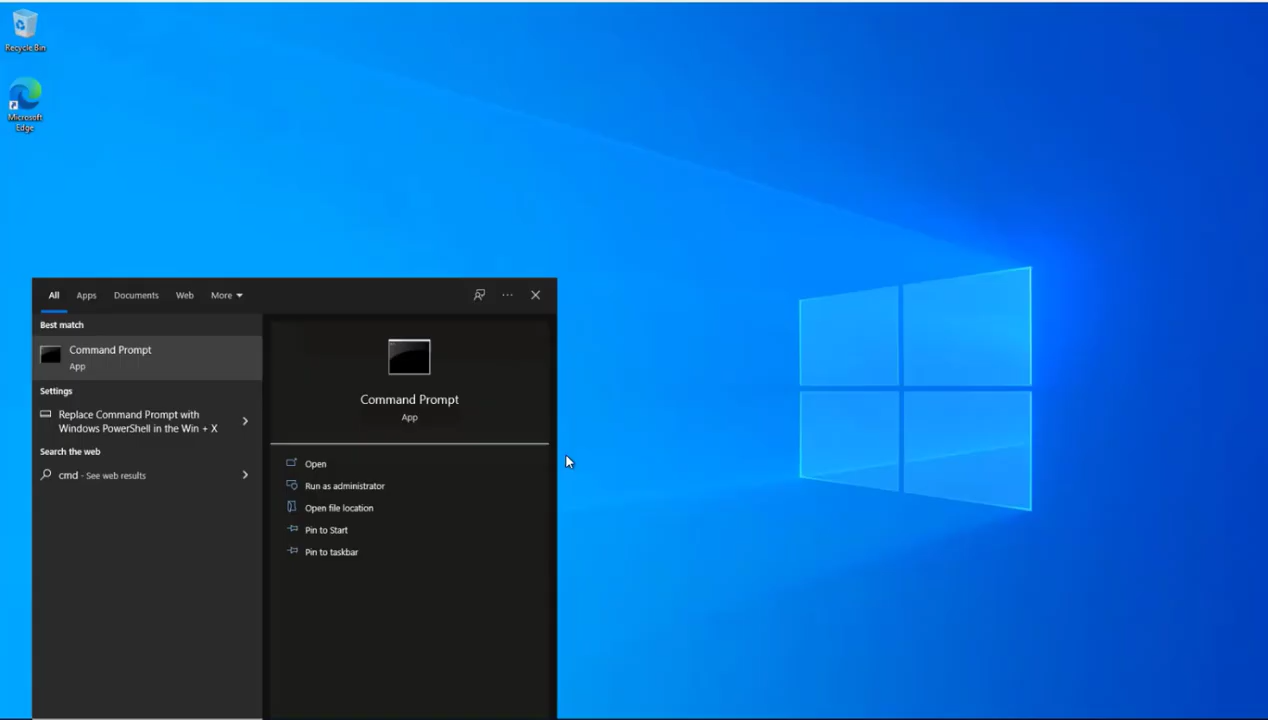 Recycle Bin
Microsoft
Edge
All Apps Documents Web More
Best match
Command Prompt
App
Settings
Replace Command Prompt with
Windows PowerShell in the Win + X
Search the web
cmd - See web results
Command Prompt
App
Open
Run as administrator
Open file location
Pin to Start
Pin to taskbar